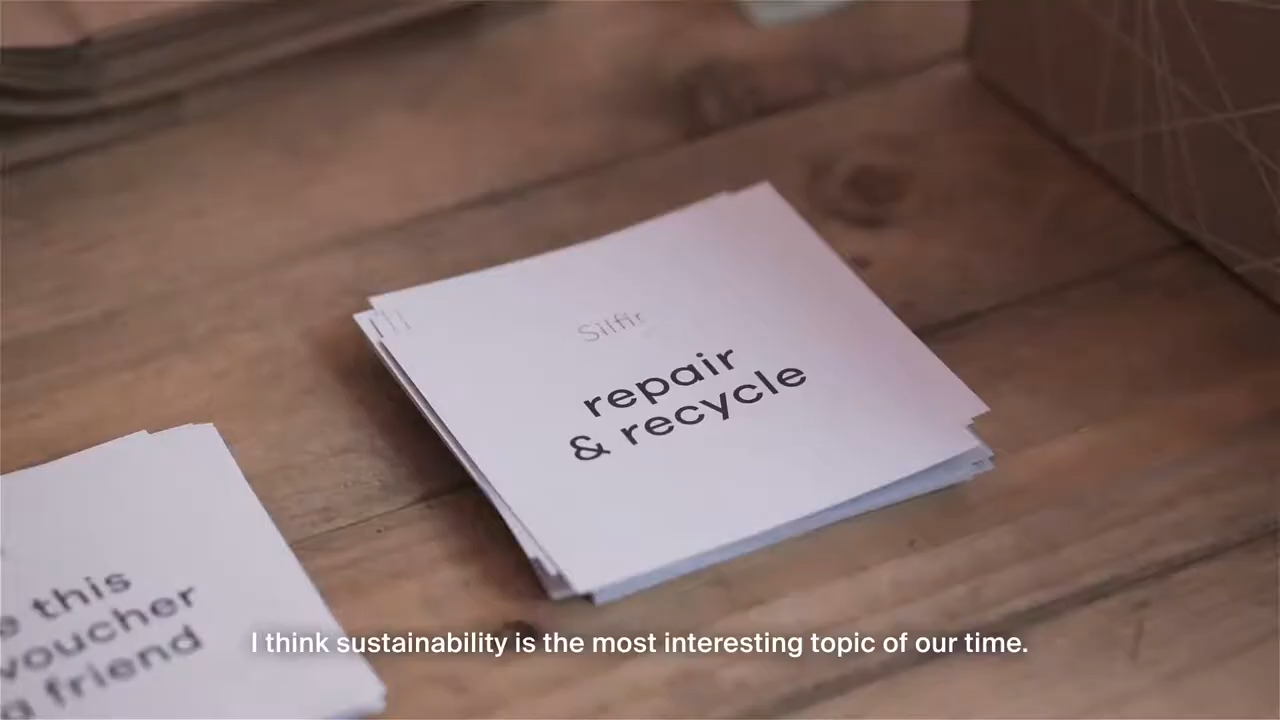 Silfir
repair
& recycle
this
voucher
a friend
I think sustainability is the most interesting topic of our time.